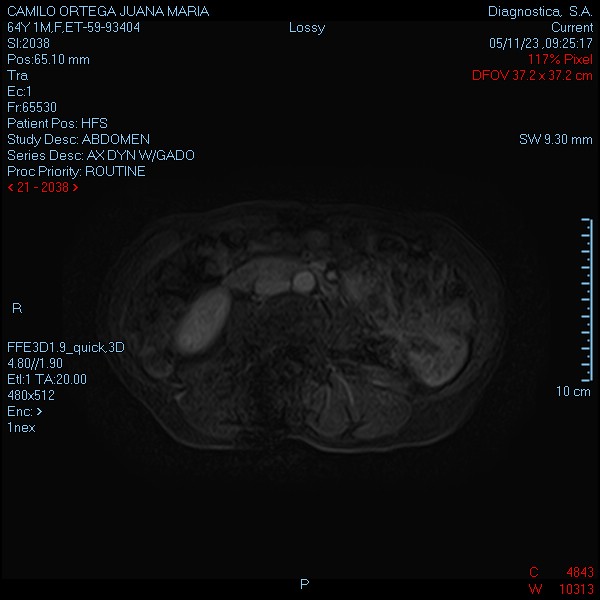 CAMILO ORTEGA JUANA MARIA
64Y 1M,F,ET-59-93404
Sl:2038
Pos:65.10 mm
Tra
Ec:1
Fr:65530
Patient Pos: HFS
Study Desc: ABDOMEN
Series Desc: AX DYN W/GADO
Proc Priority: ROUTINE
< 21 - 2038 >
Lossy
Diagnostica, S.A.
Current
05/11/23 ,09:25:17
117% Pixel
DFOV 37.2 x 37.2 cm
SW 9.30 mm
R
FFE3D1.9_quick,3D
4.80//1.90
Etl:1 TA:20.00
480x512
Enc: >
1nex
10 cm
P
C 4843
W 10313